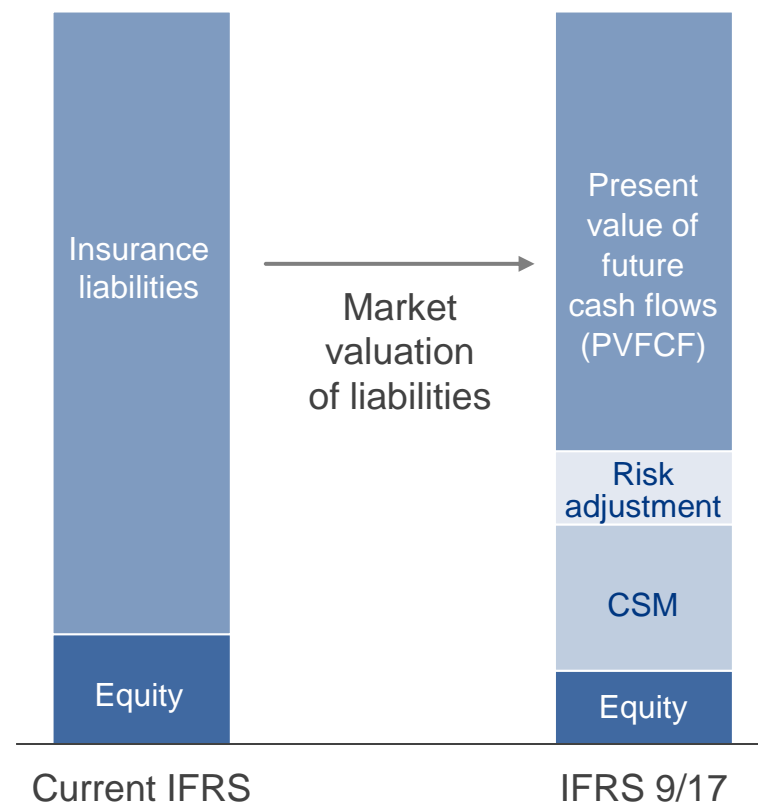 Insurance
liabilities
Equity
Current IFRS
Market
valuation
of liabilities
Present
value of
future
cash flows
(PVFCF)
Risk
adjustment
CSM
Equity
IFRS 9/17